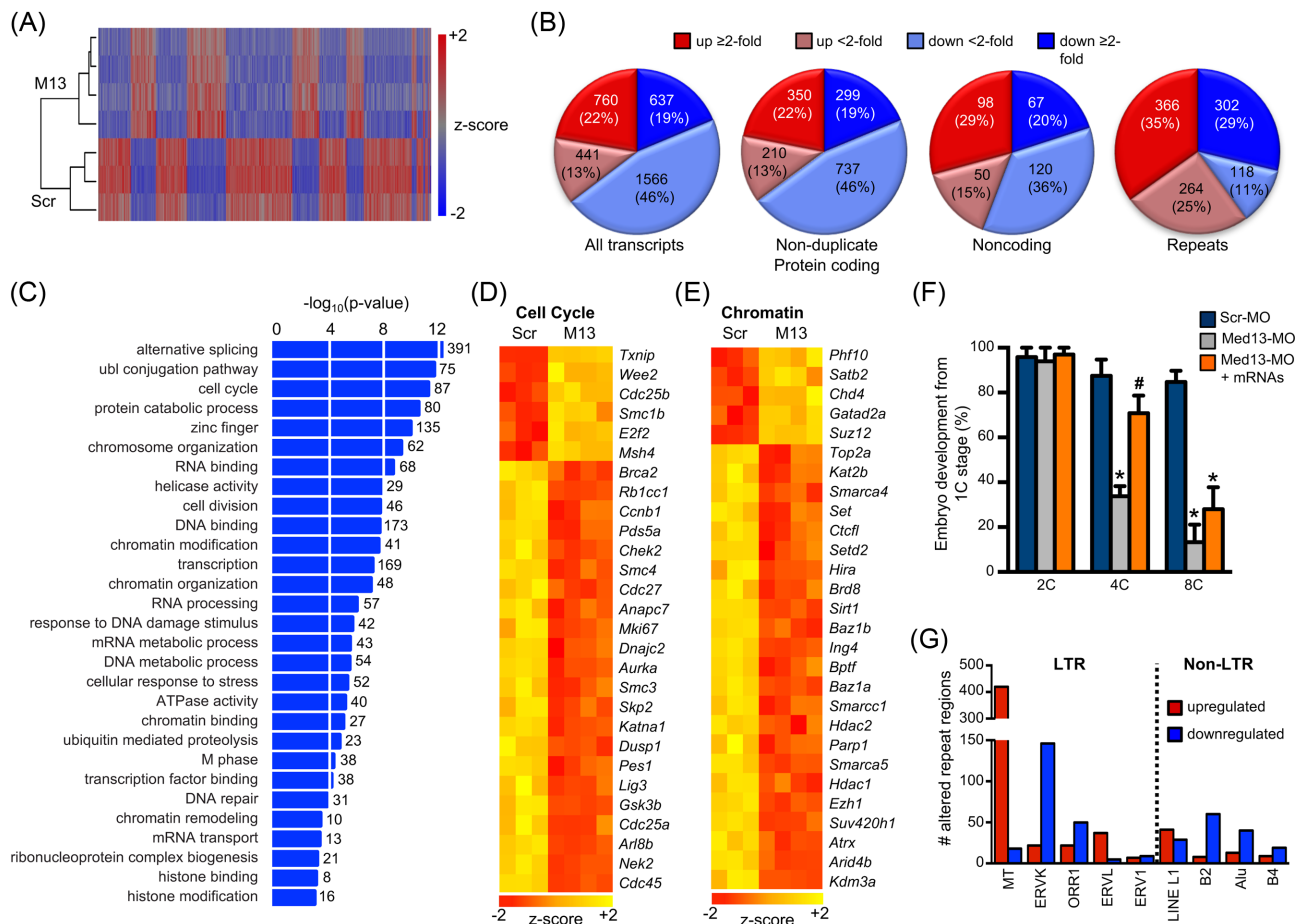 (A)
M13
Scr
+2
z-score
-2
(B)
up ≥2-fold
up <2-fold
down <2-fold
down ≥2-
fold
760
(22%)
637
(19%)
441
(13%)
1566
(46%)
All transcripts
350
(22%)
299
(19%)
210
(13%)
737
(46%)
Non-duplicate
Protein coding
98
(29%)
67
(20%)
50
(15%)
120
(36%)
Noncoding
366
(35%)
302
(29%)
264
(25%)
118
(11%)
Repeats
(C)
-log10(p-value)
0 4 8 12
alternative splicing 391
ubl conjugation pathway 75
cell cycle 87
protein catabolic process 80
zinc finger 135
chromosome organization 62
RNA binding 68
helicase activity 29
cell division 46
DNA binding 173
chromatin modification 41
transcription 169
chromatin organization 48
RNA processing 57
response to DNA damage stimulus 42
mRNA metabolic process 43
DNA metabolic process 54
cellular response to stress 52
ATPase activity 40
chromatin binding 27
ubiquitin mediated proteolysis 23
M phase 38
transcription factor binding 38
DNA repair 31
chromatin remodeling 10
mRNA transport 13
ribonucleoprotein complex biogenesis 21
histone binding 8
histone modification 16
(D)
Cell Cycle
Scr M13
Txnip
Wee2
Cdc25b
Smc1b
E2f2
Msh4
Brca2
Rb1cc1
Ccnb1
Pds5a
Chek2
Smc4
Cdc27
Anapc7
Mki67
Dnajc2
Aurka
Smc3
Skp2
Katna1
Dusp1
Pes1
Lig3
Gsk3b
Cdc25a
Arl8b
Nek2
Cdc45
-2 +2
z-score
(E)
Chromatin
Scr M13
Phf10
Satb2
Chd4
Gatad2a
Suz12
Top2a
Kat2b
Smarca4
Set
Ctcfl
Setd2
Hira
Brd8
Sirt1
Baz1b
Ing4
Bptf
Baz1a
Smarcc1
Hdac2
Parp1
Smarca5
Hdac1
Ezh1
Suv420h1
Atrx
Arid4b
Kdm3a
-2 +2
z-score
(F)
Scr-MO
Med13-MO
Med13-MO
+ mRNAs
Embryo development from
1C stage (%)
100
80
60
40
20
0
* # * *
2C 4C 8C
(G)
LTR Non-LTR
upregulated
downregulated
# altered repeat regions
500
400
300
150
100
50
0
MT
ERVK
ORR1
ERVL
ERV1
LINE L1
B2
Alu
B4